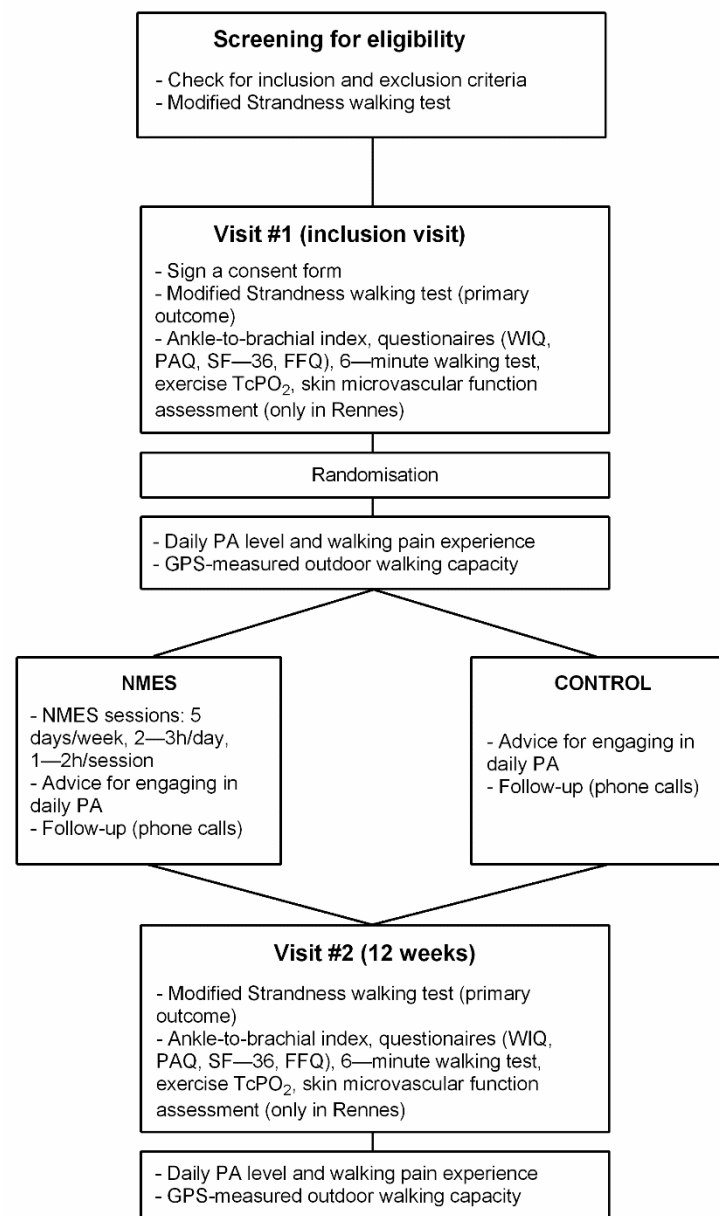 Screening for eligibility
- Check for inclusion and exclusion criteria
- Modified Strandness walking test
Visit #1 (inclusion visit)
- Sign a consent form
- Modified Strandness walking test (primary
outcome)
- Ankle-to-brachial index, questionaires (WIQ,
PAQ, SF—36, FFQ), 6—minute walking test,
exercise TcPO₂, skin microvascular function
assessment (only in Rennes)
Randomisation
- Daily PA level and walking pain experience
- GPS-measured outdoor walking capacity
NMES
- NMES sessions: 5
days/week, 2—3h/day,
1—2h/session
- Advice for engaging in
daily PA
- Follow-up (phone calls)
CONTROL
- Advice for engaging in
daily PA
- Follow-up (phone calls)
Visit #2 (12 weeks)
- Modified Strandness walking test (primary
outcome)
- Ankle-to-brachial index, questionaires (WIQ,
PAQ, SF—36, FFQ), 6—minute walking test,
exercise TcPO₂, skin microvascular function
assessment (only in Rennes)
- Daily PA level and walking pain experience
- GPS-measured outdoor walking capacity